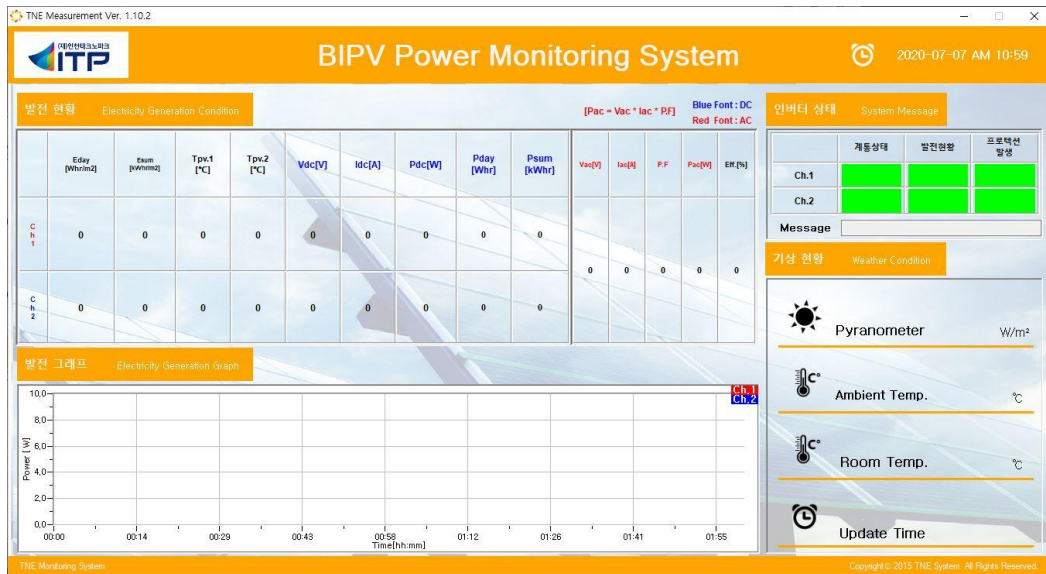 TNE Measurement Ver. 1.10.2
(재)인천테크노파크
ITP
BIPV Power Monitoring System
2020-07-07 AM 10:59
발전 현황 Electricity Generation Condition
[Pac = Vac * Iac * P.F]
Blue Font : DC
Red Font : AC
Eday [Whr/m2] Esum [kWhr/m2] Tpv.1 [℃] Tpv.2 [℃] Vdc[V] Idc[A] Pdc[W] Pday [Whr] Psum [kWhr] Vac[V] Iac[A] P.F Pac[W] Eff.[%]
Ch1 0 0 0 0 0 0 0 0 0
0 0 0 0 0
Ch2 0 0 0 0 0 0 0 0 0
인버터 상태 System Message
계통상태 발전현황 프로텍션 발생
Ch.1
Ch.2
Message
기상 현황 Weather Condition
Pyranometer W/m²
C°
Ambient Temp. ℃
C°
Room Temp. ℃
Update Time
발전 그래프 Electricity Generation Graph
Ch.1
Ch.2
Power [W]
10,0
8,0
6,0
4,0
2,0
0,0
00:00 00:14 00:29 00:43 00:58 01:12 01:26 01:41 01:55
Time[hh:mm]
TNE Monitoring System
Copyright© 2015 TNE System. All Rights Reserved.